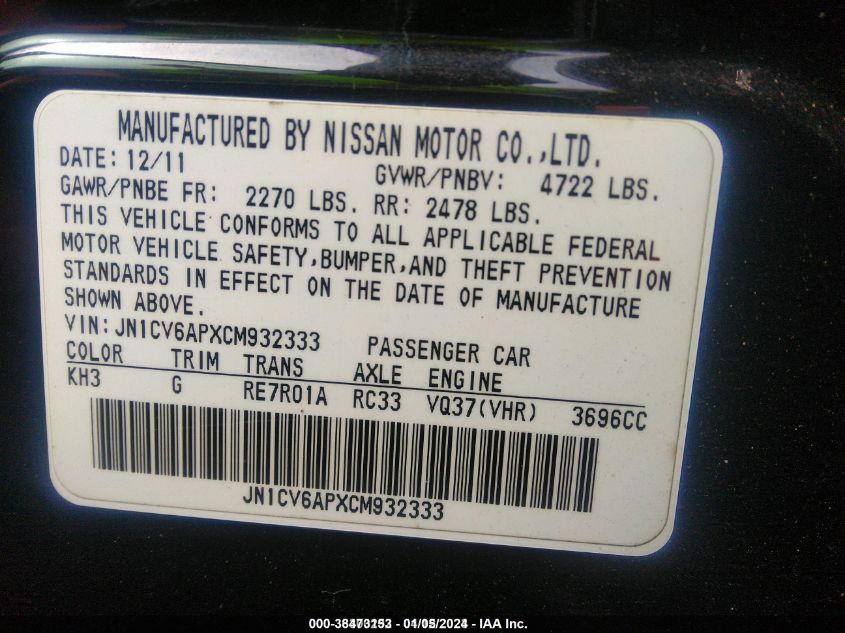 MANUFACTURED BY NISSAN MOTOR CO.,LTD.
DATE: 12/11 GVWR/PNBV: 4722 LBS.
GAWR/PNBE FR: 2270 LBS. RR: 2478 LBS.
THIS VEHICLE CONFORMS TO ALL APPLICABLE FEDERAL
MOTOR VEHICLE SAFETY,BUMPER,AND THEFT PREVENTION
STANDARDS IN EFFECT ON THE DATE OF MANUFACTURE
SHOWN ABOVE.
VIN: JN1CV6APXCM932333 PASSENGER CAR
COLOR TRIM TRANS AXLE ENGINE
KH3 G RE7R01A RC33 VQ37(VHR) 3696CC
JN1CV6APXCM932333
- IAA Inc.